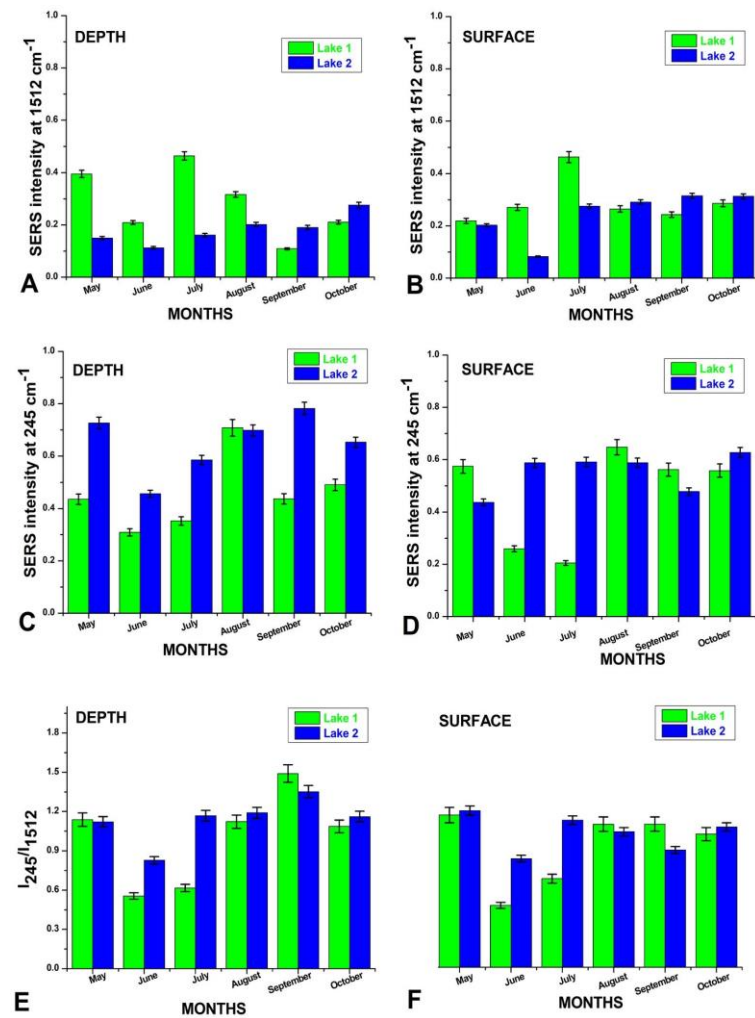 DEPTH
Lake 1
Lake 2
SERS intensity at 1512 cm⁻¹
1.0
0.8
0.6
0.4
0.2
0.0
May June July August September October
MONTHS
A
SURFACE
Lake 1
Lake 2
SERS intensity at 1512 cm⁻¹
1.0
0.8
0.6
0.4
0.2
0.0
May June July August September October
MONTHS
B
DEPTH
Lake 1
Lake 2
SERS intensity at 245 cm⁻¹
1.0
0.8
0.6
0.4
0.2
0.0
May June July August September October
MONTHS
C
SURFACE
Lake 1
Lake 2
SERS intensity at 245 cm⁻¹
1.0
0.8
0.6
0.4
0.2
0.0
May June July August September October
MONTHS
D
DEPTH
Lake 1
Lake 2
I₂₄₅/I₁₅₁₂
1.8
1.5
1.2
0.9
0.6
0.3
0.0
May June July August September October
MONTHS
E
SURFACE
Lake 1
Lake 2
May June July August September October
MONTHS
F